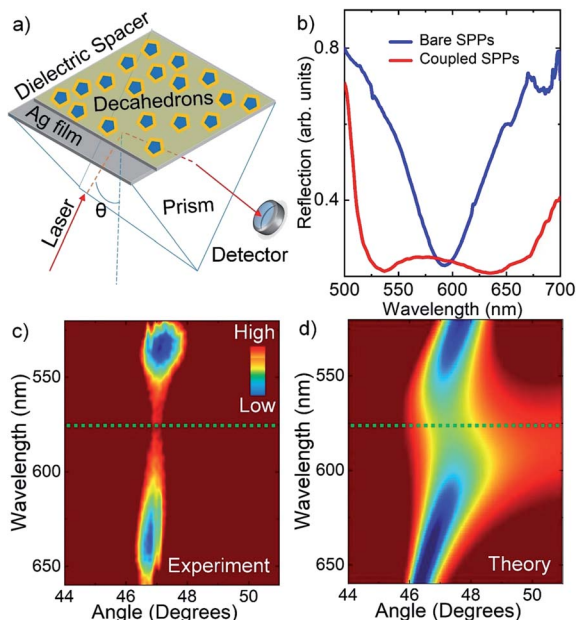 a)
Dielectric Spacer
Decahedrons
Ag film
Laser
θ
Prism
Detector
b)
Bare SPPs
Coupled SPPs
Reflection (arb. units)
0.8
0.4
500 550 600 650 700
Wavelength (nm)
c)
High
Low
Wavelength (nm)
550
600
650
Experiment
44 46 48 50
Angle (Degrees)
d)
Wavelength (nm)
550
600
650
Theory
44 46 48 50
Angle (Degrees)